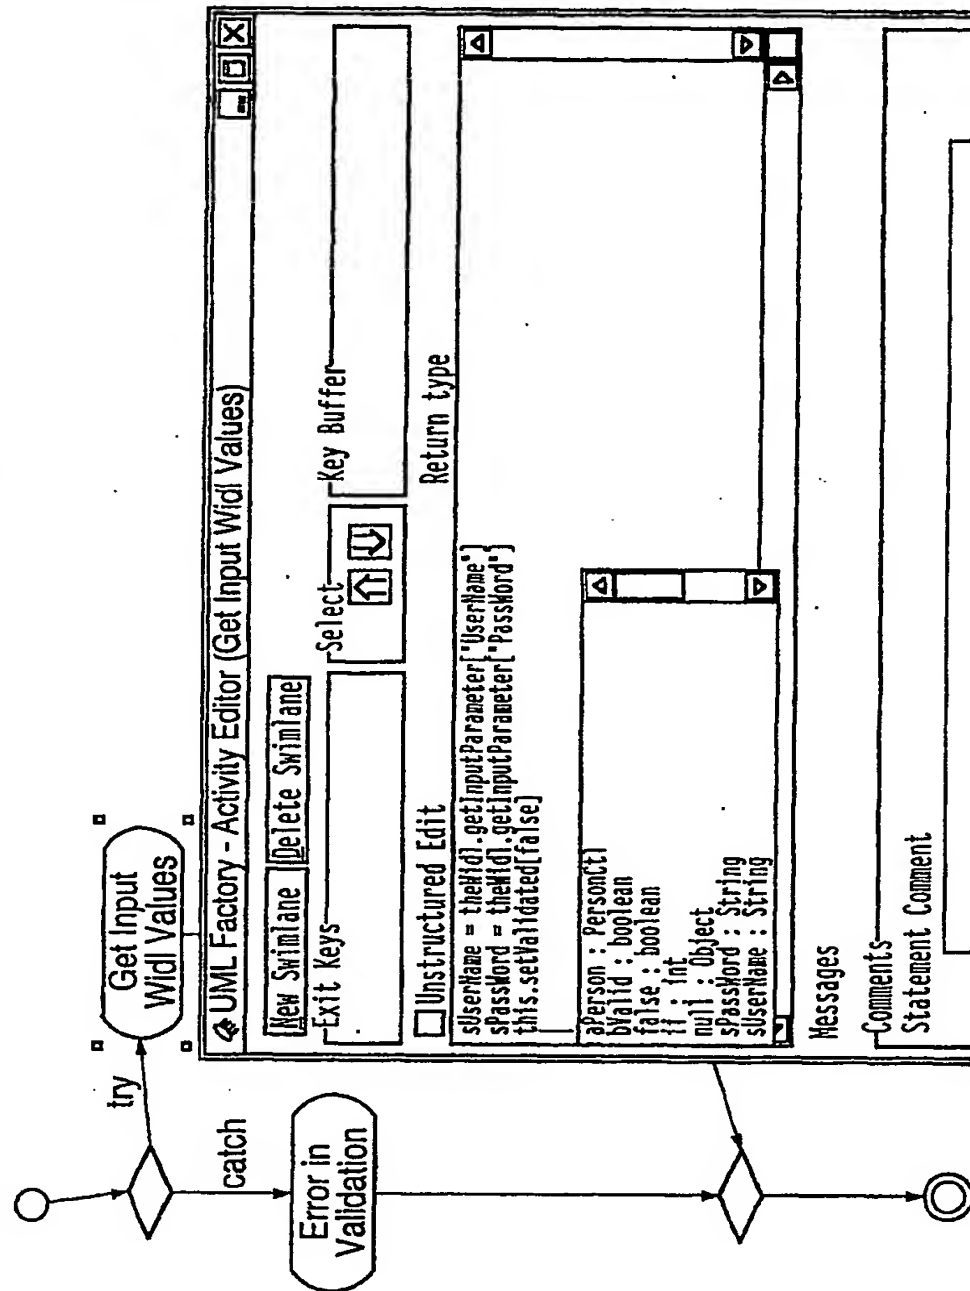 try
catch
Get Input
Widl Values
Error in
Validation
UML Factory - Activity Editor (Get Input Widl Values)
New Swimlane Delete Swimlane
Exit Keys Select Key Buffer
Unstructured Edit Return type
sUserName = theWidl.getInputParameter["UserName"]
sPassWord = theWidl.getInputParameter["PassWord"]
this.setValidated[false]
aPerson : PersonCtl
bValid : boolean
false : boolean
ii : int
null : Object
sPassWord : String
sUserName : String
Messages
Comments
Statement Comment